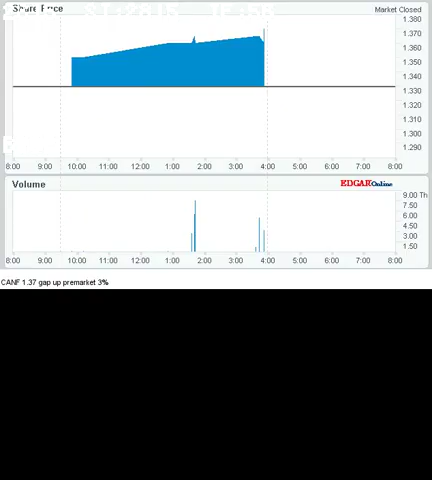 Share Price Market Closed
1.380
1.370
1.360
1.350
1.340
1.330
1.320
1.310
1.300
1.290
8:00 9:00 10:00 11:00 12:00 1:00 2:00 3:00 4:00 5:00 6:00 7:00 8:00
Volume EDGAROnline
9.00 Th
7.50
6.00
4.50
3.00
1.50
8:00 9:00 10:00 11:00 12:00 1:00 2:00 3:00 4:00 5:00 6:00 7:00 8:00
CANF 1.37 gap up premarket 3%